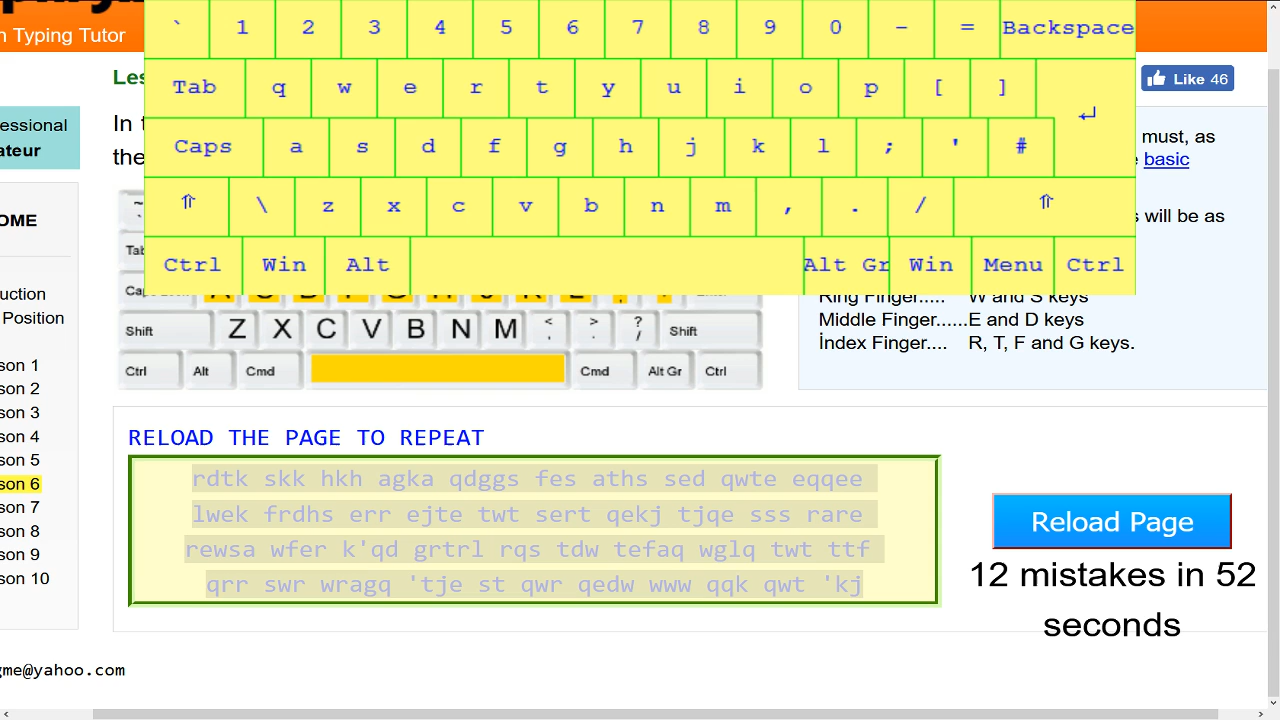 n Typing Tutor
` 1 2 3 4 5 6 7 8 9 0 - = Backspace
Tab q w e r t y u i o p [ ]
Caps a s d f g h j k l ; ' # ↵
⇑ \ z x c v b n m , . / ⇑
Ctrl Win Alt Alt Gr Win Menu Ctrl
Les
In t
the
Like 46
must, as
basic
s will be as
essional
ateur
OME
uction
Position
son 1
son 2
son 3
son 4
son 5
son 6
son 7
son 8
son 9
son 10
~
`
Tab
Shift Z X C V B N M < , > . ? / Shift
Ctrl Alt Cmd Cmd Alt Gr Ctrl
Ring Finger..... W and S keys
Middle Finger......E and D keys
İndex Finger.... R, T, F and G keys.
RELOAD THE PAGE TO REPEAT
rdtk skk hkh agka qdggs fes aths sed qwte eqqee
lwek frdhs err ejte twt sert qekj tjqe sss rare
rewsa wfer k'qd grtrl rqs tdw tefaq wglq twt ttf
qrr swr wragq 'tje st qwr qedw www qqk qwt 'kj
Reload Page
12 mistakes in 52
seconds
gme@yahoo.com